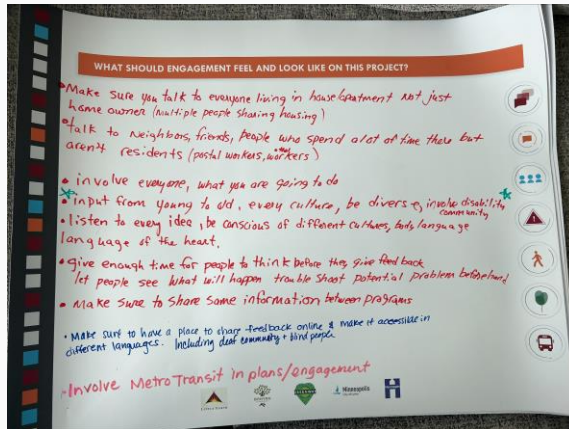 WHAT SHOULD ENGAGEMENT FEEL AND LOOK LIKE ON THIS PROJECT?
• Make sure you talk to everyone living in house/apartment not just
home owner (multiple people sharing housing)
• Talk to Neighbors, friends, people who spend a lot of time there but
aren't residents (postal workers, workers)
• involve everyone, what you are going to do
• input from young to old, every culture, be diverse, involve disability
community
• listen to every idea, be conscious of different cultures, body language
language of the heart.
• Give enough time for people to think before they give feedback
let people see what will happen trouble shoot potential problem beforehand
• Make sure to share same information between programs
• Make sure to have a place to share feedback online & make it accessible in
different languages. Including deaf community + blind people
• Involve Metro Transit in plans/engagement
Minneapolis
H